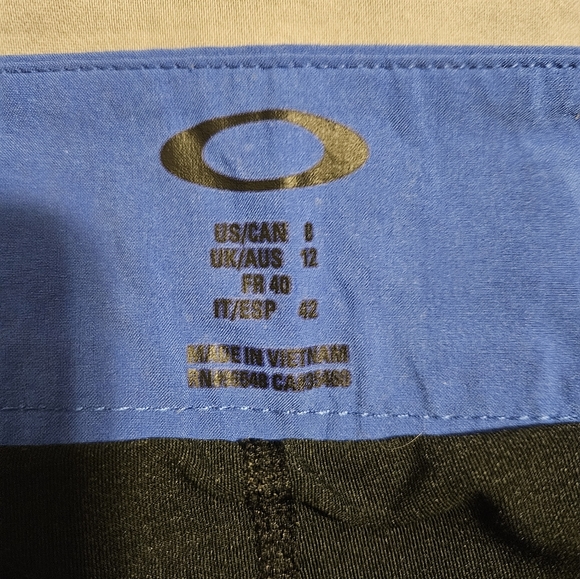 US/CAN 8
UK/AUS 12
FR 40
IT/ESP 42
MADE IN VIETNAM